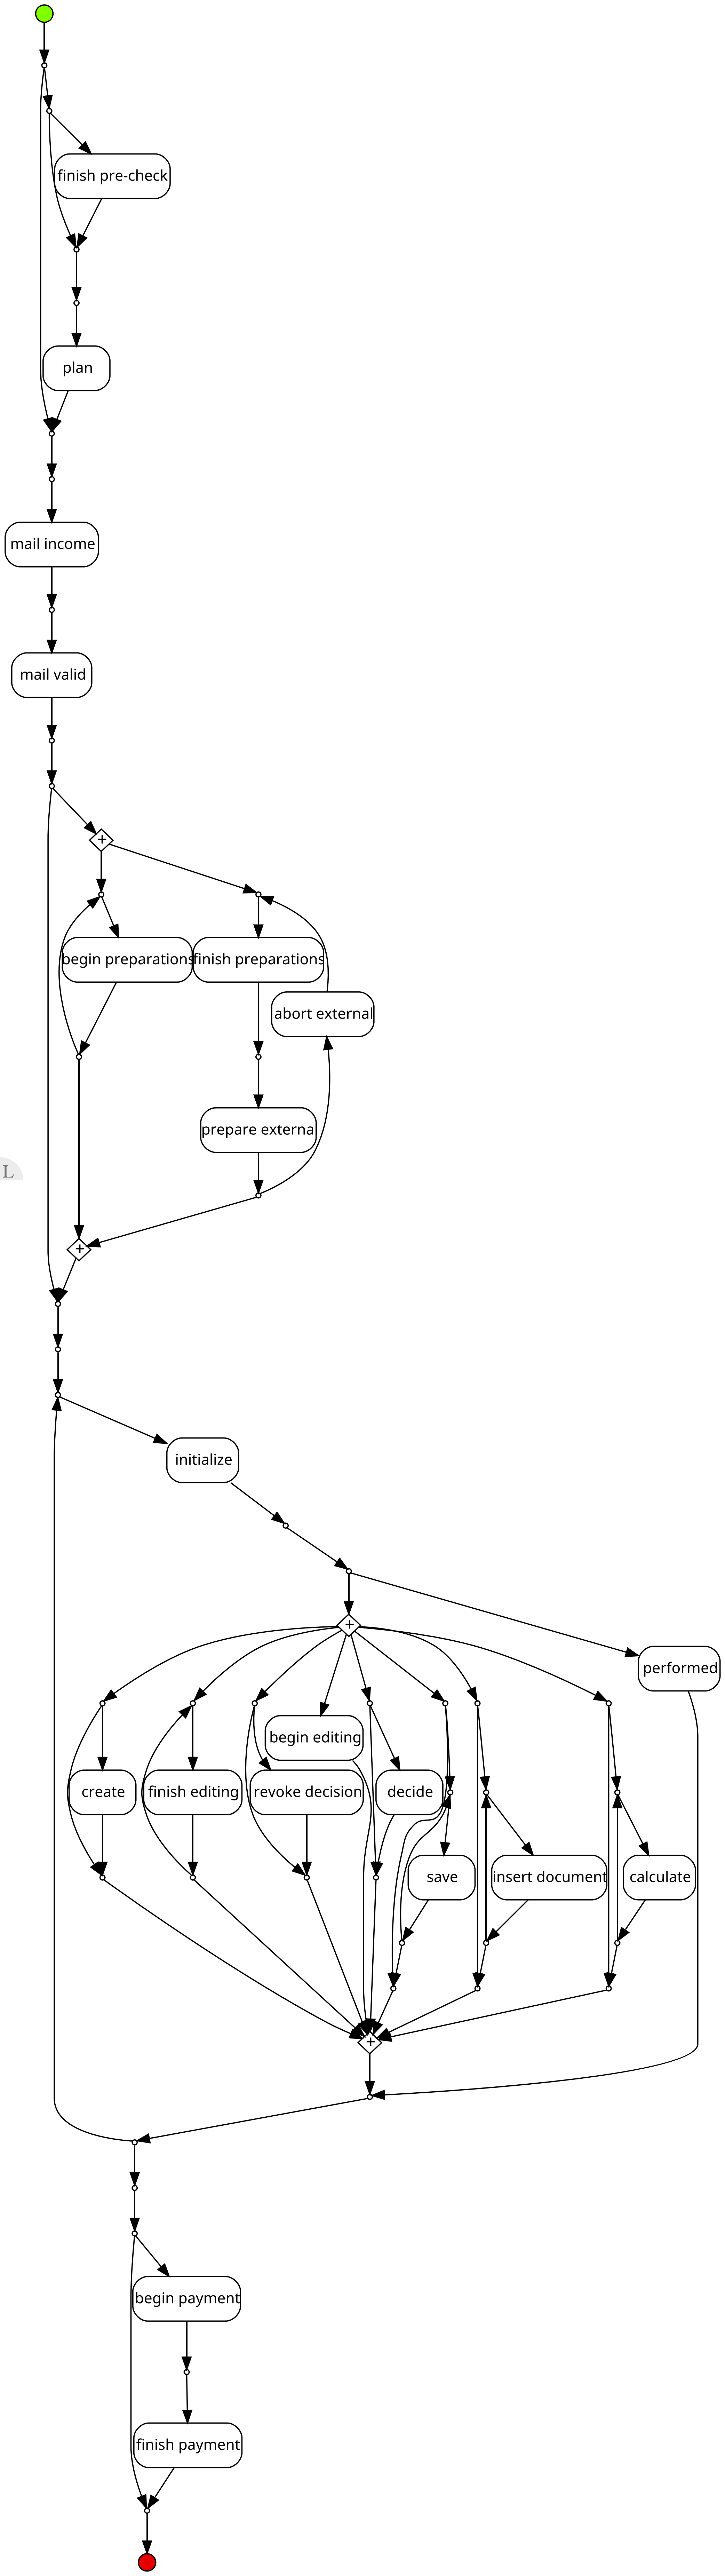 finish pre-check
plan
mail income
mail valid
+
begin preparations
finish preparations
abort external
prepare externa
L
+
initialize
+
performed
begin editing
create
finish editing
revoke decision
decide
save
insert document
calculate
+
begin payment
finish payment